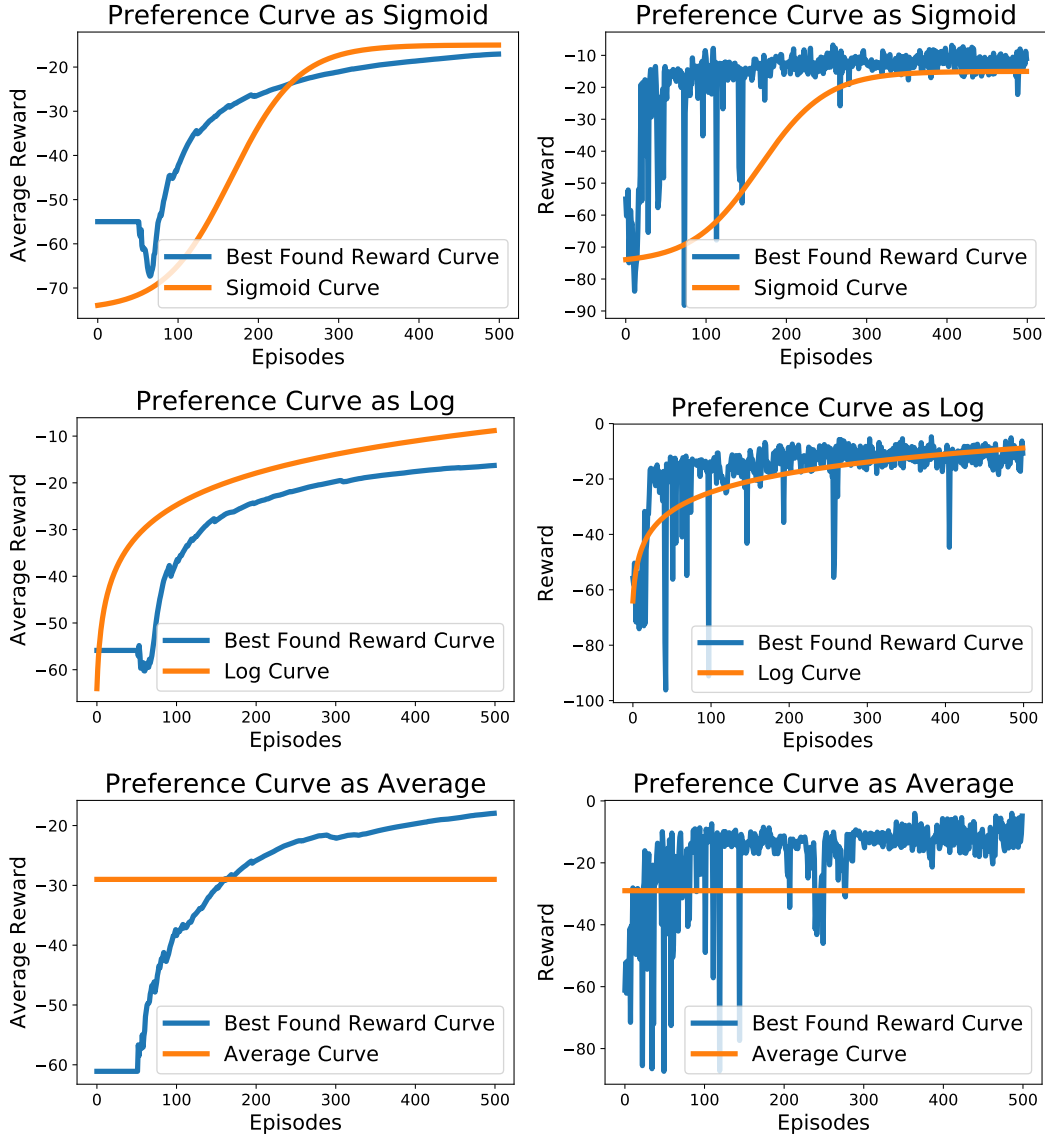 Preference Curve as Sigmoid
Average Reward
−20
−30
−40
−50
−60
−70
Best Found Reward Curve
Sigmoid Curve
0 100 200 300 400 500
Episodes
Preference Curve as Sigmoid
Reward
−10
−20
−30
−40
−50
−60
−70
−80
−90
Best Found Reward Curve
Sigmoid Curve
0 100 200 300 400 500
Episodes
Preference Curve as Log
Average Reward
−10
−20
−30
−40
−50
−60
Best Found Reward Curve
Log Curve
0 100 200 300 400 500
Episodes
Preference Curve as Log
Reward
0
−20
−40
−60
−80
−100
Best Found Reward Curve
Log Curve
0 100 200 300 400 500
Episodes
Preference Curve as Average
Average Reward
−20
−30
−40
−50
−60
Best Found Reward Curve
Average Curve
0 100 200 300 400 500
Episodes
Preference Curve as Average
Reward
0
−20
−40
−60
−80
Best Found Reward Curve
Average Curve
0 100 200 300 400 500
Episodes